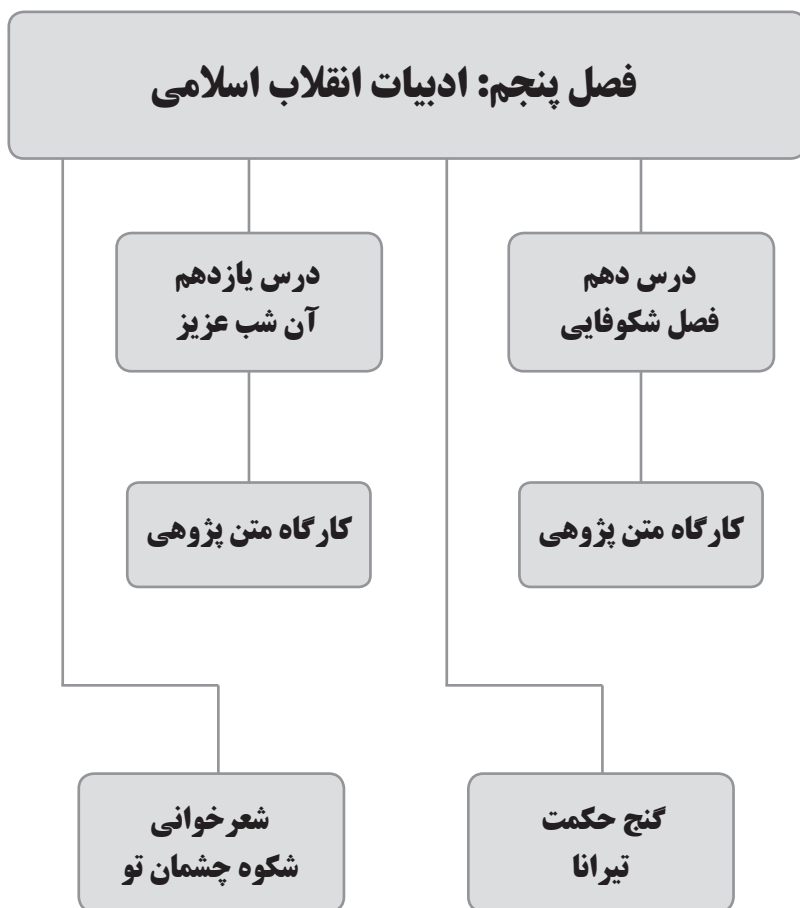 فصل پنجم: ادبیات انقلاب اسلامی
درس دهم
فصل شکوفایی
درس یازدهم
آن شب عزیز
کارگاه متن پژوهی
کارگاه متن پژوهی
گنج حکمت
تیرانا
شعرخوانی
شکوه چشمان تو